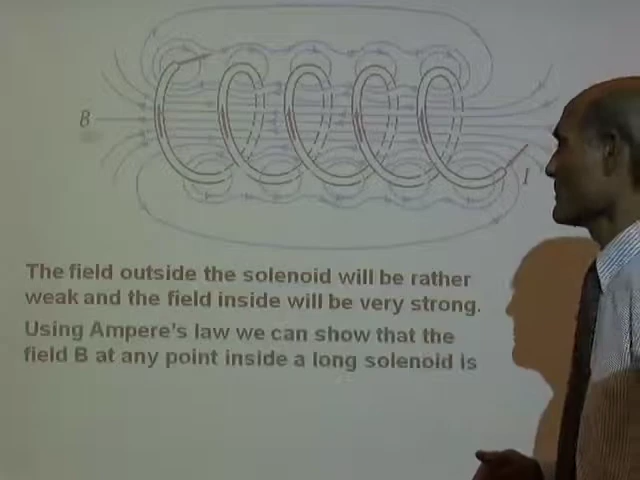 B
I
The field outside the solenoid will be rather
weak and the field inside will be very strong.
Using Ampere's law we can show that the
field B at any point inside a long solenoid is